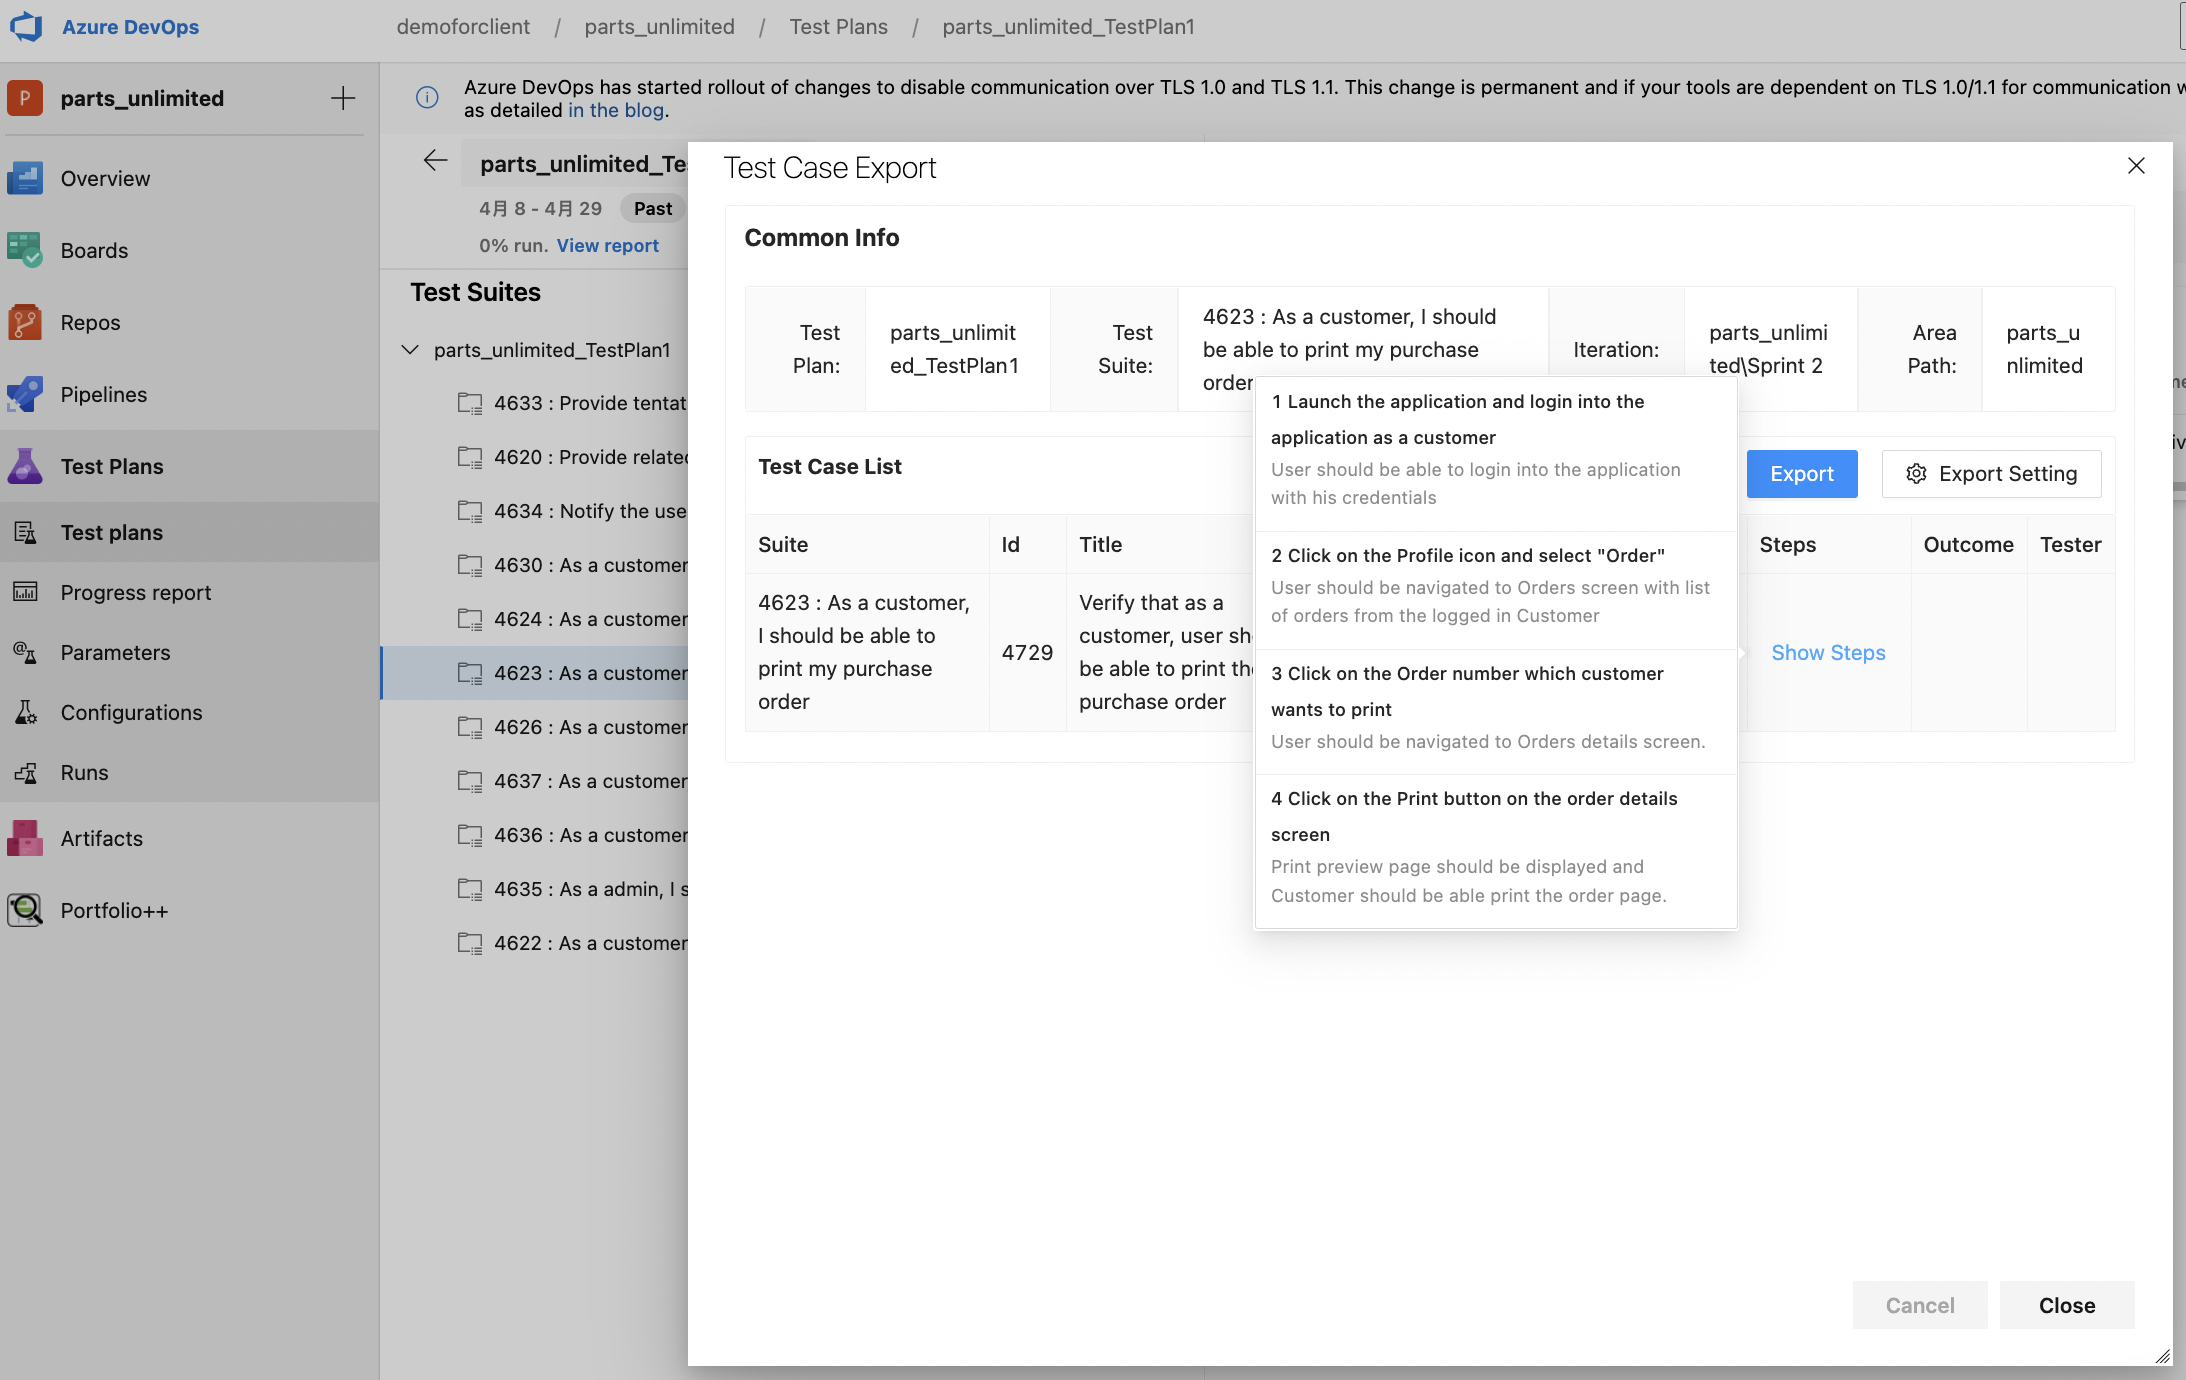 Azure DevOps
demoforclient / parts_unlimited / Test Plans / parts_unlimited_TestPlan1
P parts_unlimited
Overview
Boards
Repos
Pipelines
Test Plans
Test plans
Progress report
Parameters
Configurations
Runs
Artifacts
Portfolio++
Azure DevOps has started rollout of changes to disable communication over TLS 1.0 and TLS 1.1. This change is permanent and if your tools are dependent on TLS 1.0/1.1 for communication w
as detailed in the blog.
parts_unlimited_Te
4月 8 - 4月 29 Past
0% run. View report
Test Suites
parts_unlimited_TestPlan1
4633 : Provide tentat
4620 : Provide related
4634 : Notify the use
4630 : As a customer
4624 : As a customer
4623 : As a customer
4626 : As a customer
4637 : As a customer
4636 : As a customer
4635 : As a admin, I s
4622 : As a customer
Test Case Export
Common Info
Test
Plan:
parts_unlimit
ed_TestPlan1
Test
Suite:
4623 : As a customer, I should
be able to print my purchase
order
Iteration:
parts_unlimi
ted\Sprint 2
Area
Path:
parts_u
nlimited
Test Case List
Export
Export Setting
Suite Id Title Steps Outcome Tester
4623 : As a customer,
I should be able to
print my purchase
order
4729
Verify that as a
customer, user sh
be able to print the
purchase order
Show Steps
1 Launch the application and login into the
application as a customer
User should be able to login into the application
with his credentials
2 Click on the Profile icon and select "Order"
User should be navigated to Orders screen with list
of orders from the logged in Customer
3 Click on the Order number which customer
wants to print
User should be navigated to Orders details screen.
4 Click on the Print button on the order details
screen
Print preview page should be displayed and
Customer should be able print the order page.
Cancel
Close